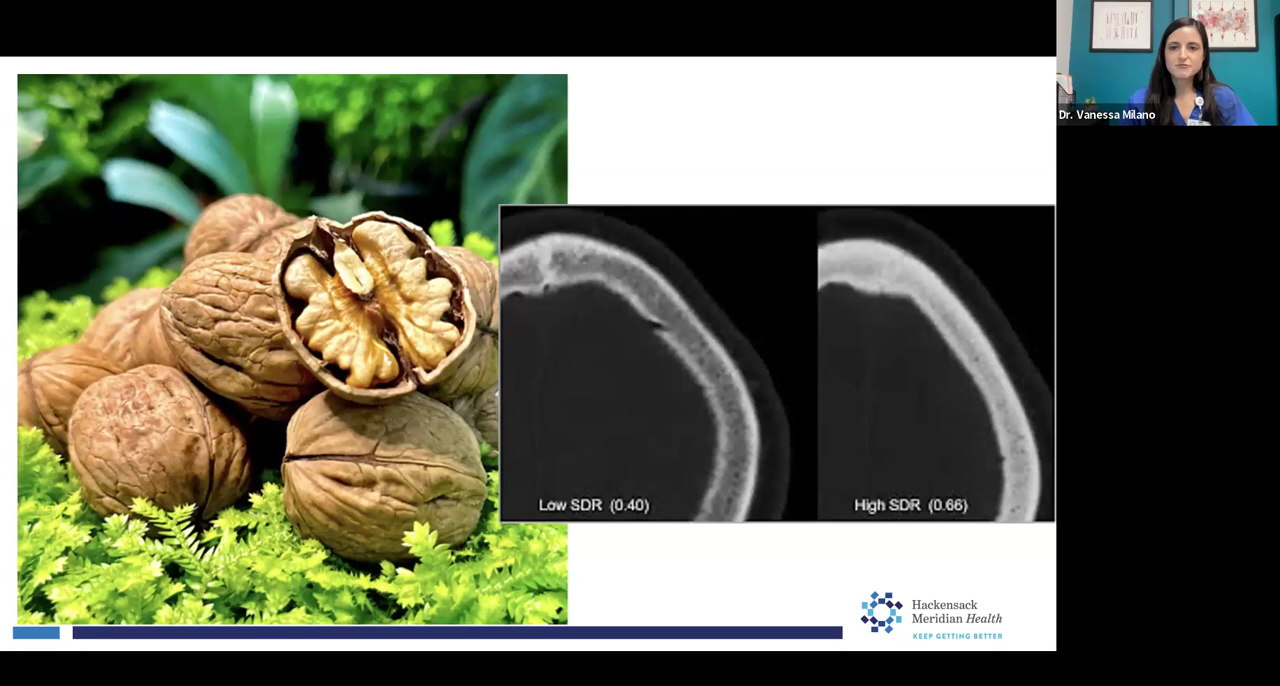 Dr. Vanessa Milano
Low SDR (0.40)
High SDR (0.66)
Hackensack
Meridian Health
KEEP GETTING BETTER